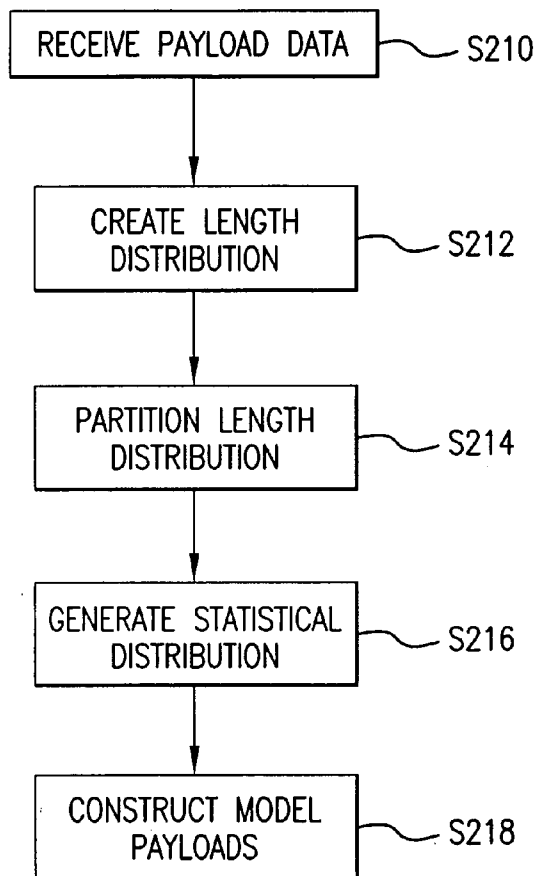 RECEIVE PAYLOAD DATA
S210
CREATE LENGTH
DISTRIBUTION
S212
PARTITION LENGTH
DISTRIBUTION
S214
GENERATE STATISTICAL
DISTRIBUTION
S216
CONSTRUCT MODEL
PAYLOADS
S218